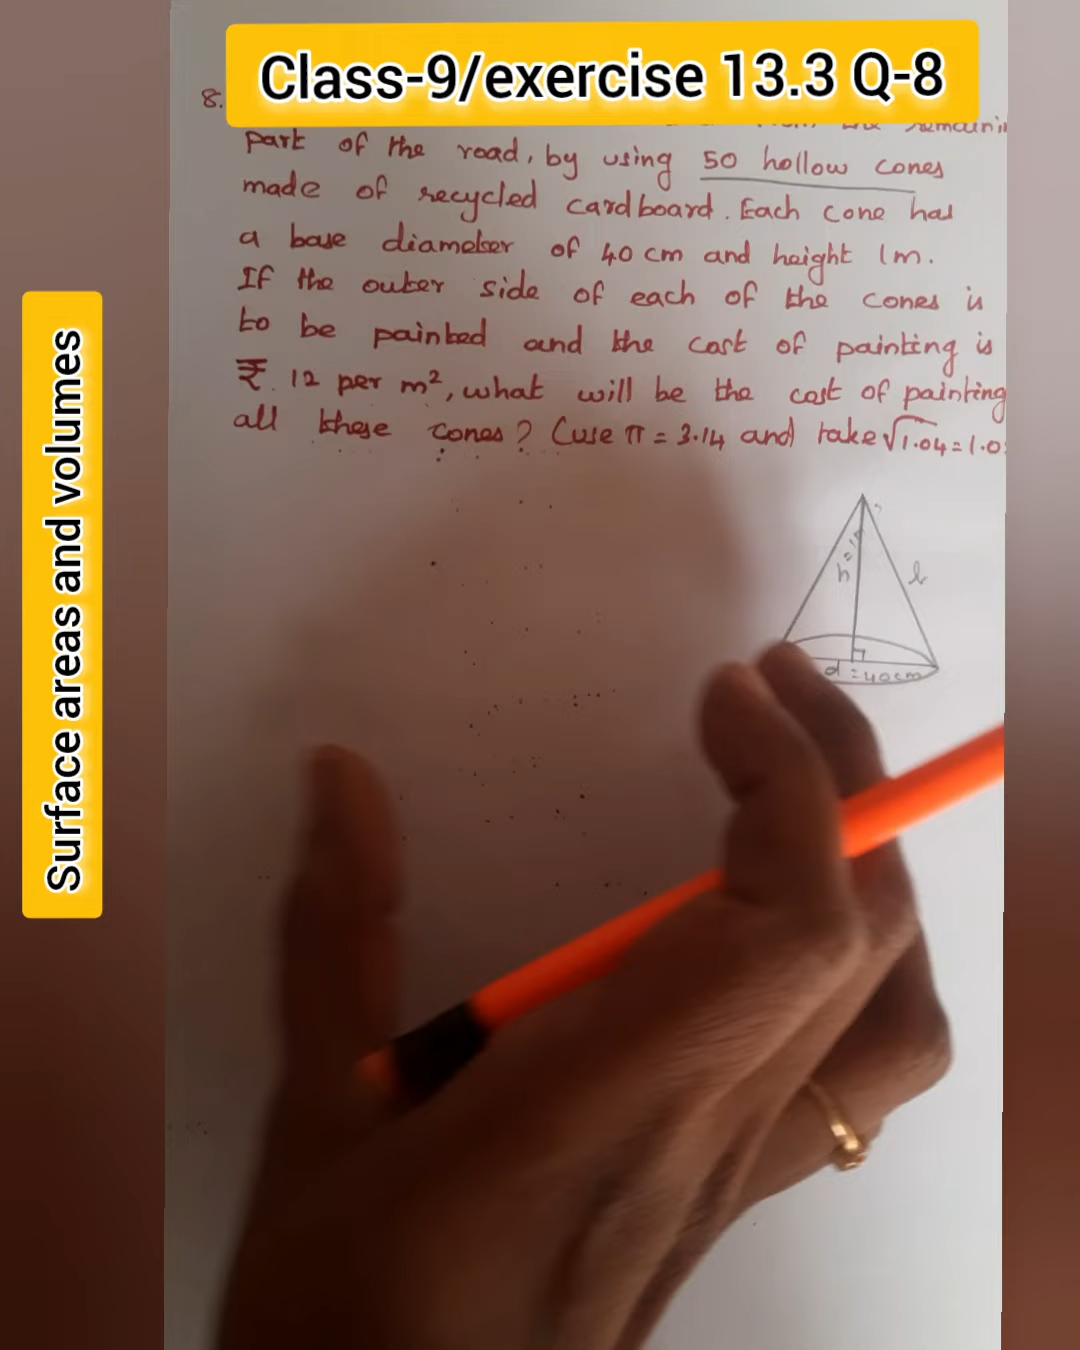 Class-9/exercise 13.3 Q-8
8.
the remainin
part of the road, by using 50 hollow cones
made of recycled cardboard. Each cone has
a base diameter of 40 cm and height 1m.
If the outer side of each of the cones is
to be painted and the cost of painting is
₹. 12 per m², what will be the cost of painting
all these cones? (use π = 3.14 and take √1.04 = 1.0
h = 1m
l
d = 40cm
Surface areas and volumes